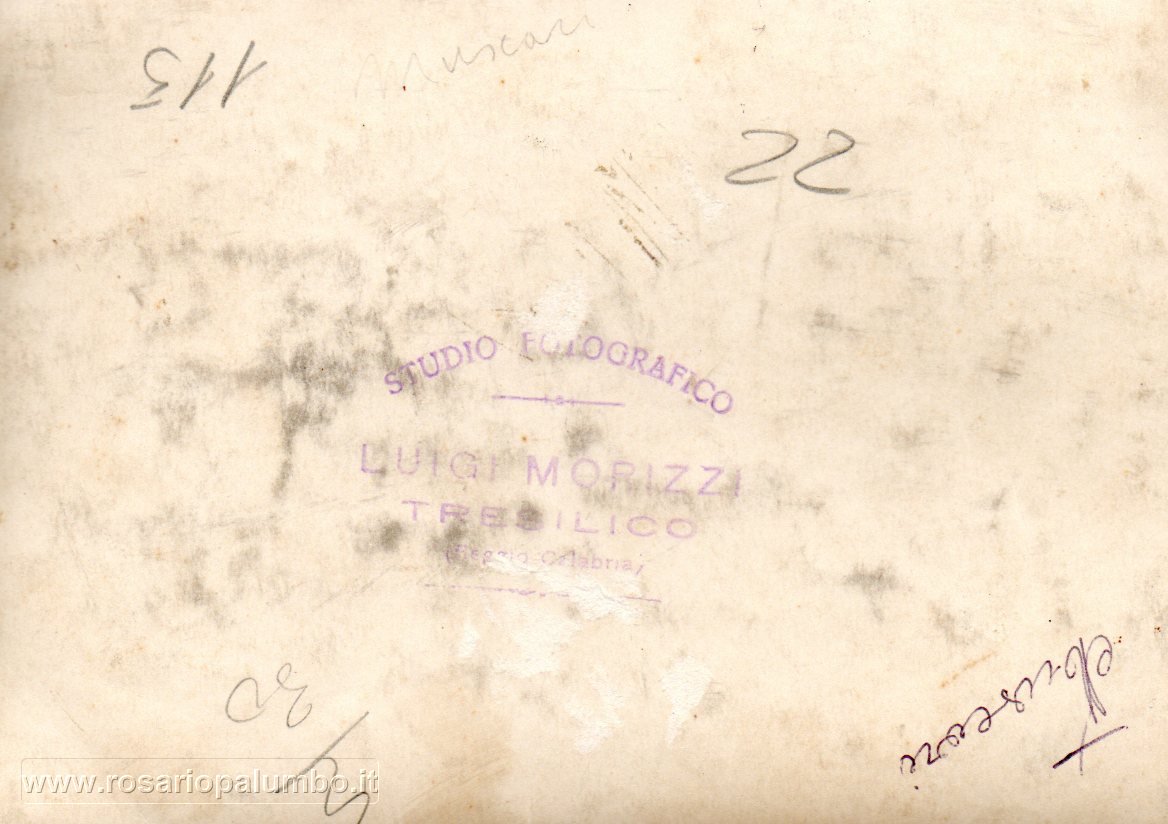 Muscari
113
22
STUDIO FOTOGRAFICO
LUIGI MORIZZI
TRESILICO
(Reggio Calabria)
Muscari
30
www.rosariopalumbo.it